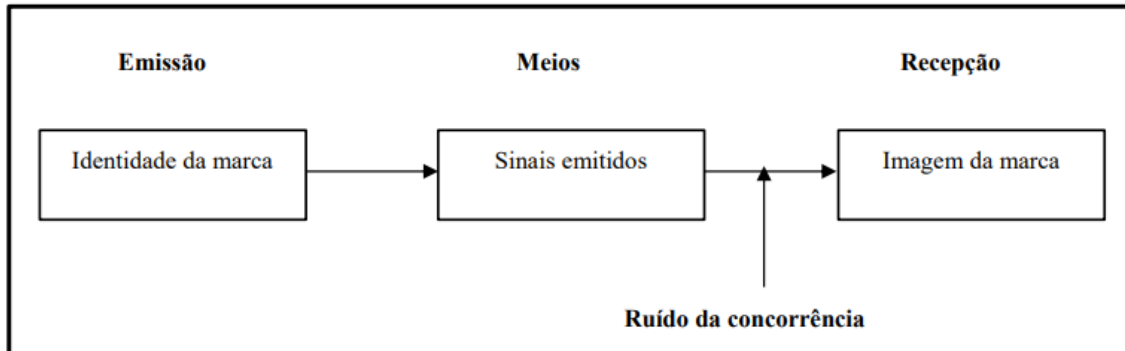 Emissão
Meios
Recepção
Identidade da marca
Sinais emitidos
Imagem da marca
Ruído da concorrência